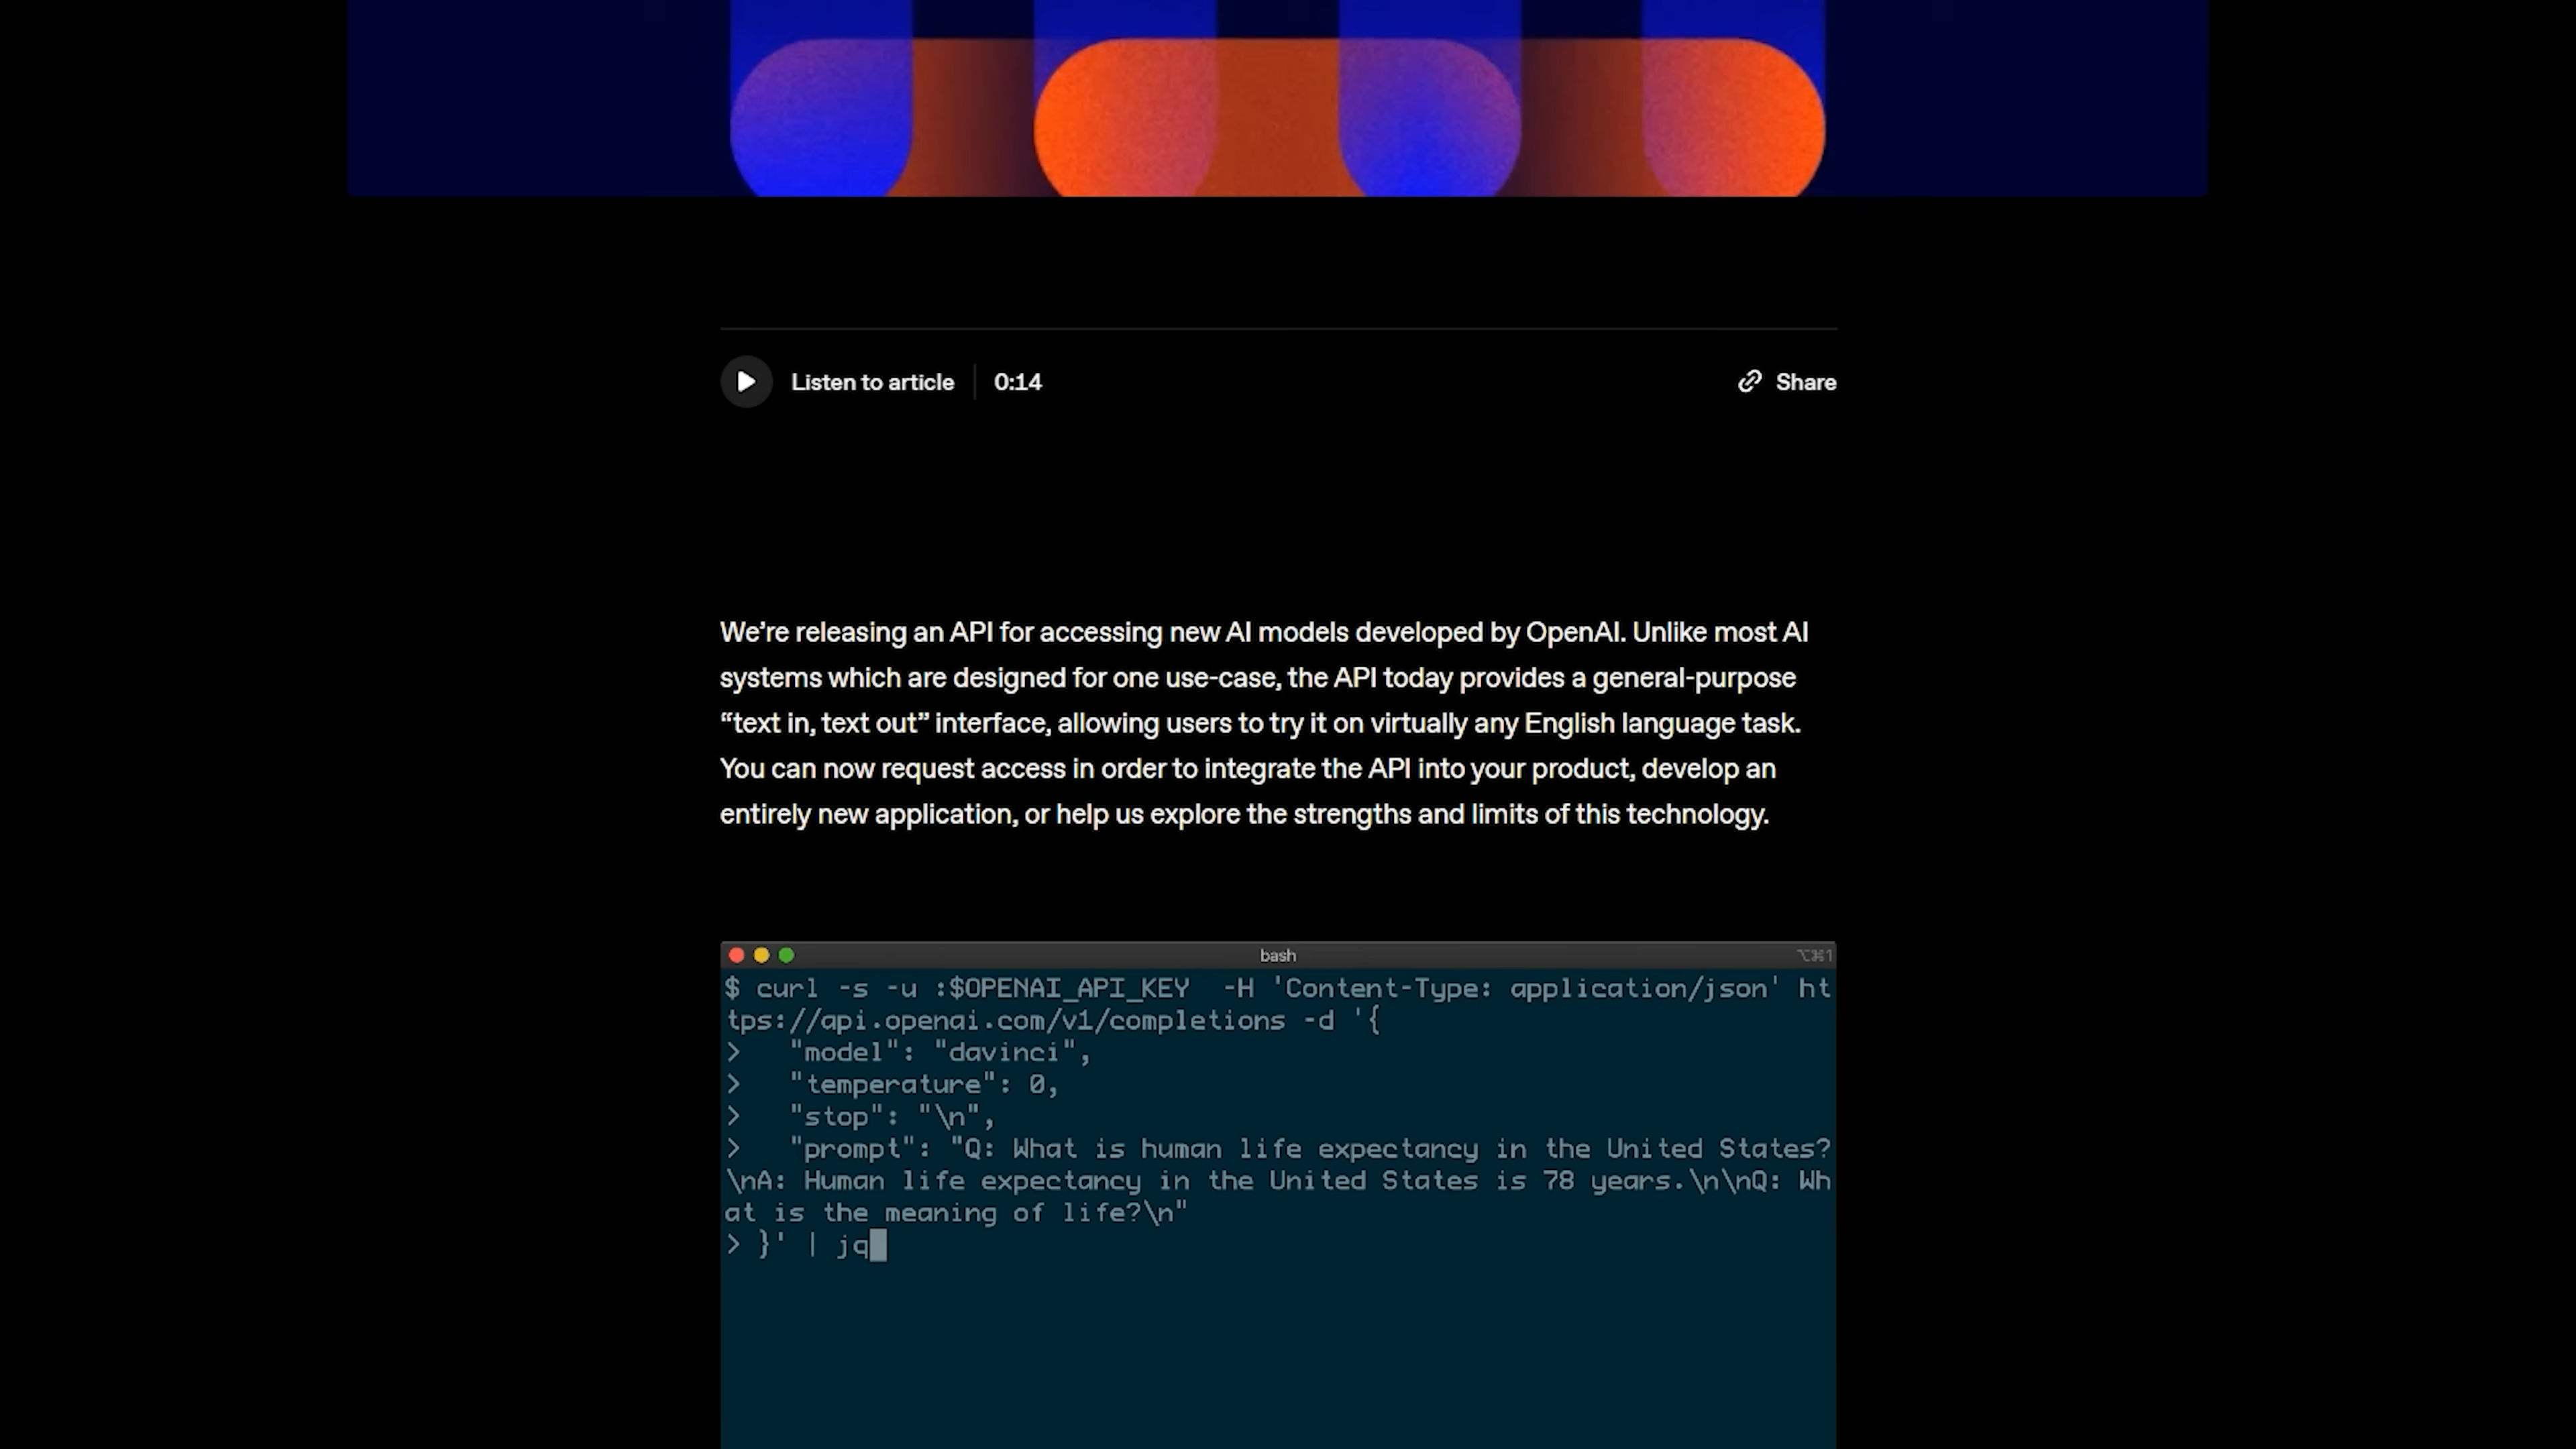 Listen to article
0:14
Share
We’re releasing an API for accessing new AI models developed by OpenAI. Unlike most AI
systems which are designed for one use-case, the API today provides a general-purpose
“text in, text out” interface, allowing users to try it on virtually any English language task.
You can now request access in order to integrate the API into your product, develop an
entirely new application, or help us explore the strengths and limits of this technology.
bash
⌥⌘1
$ curl -s -u :$OPENAI_API_KEY  -H 'Content-Type: application/json' ht
tps://api.openai.com/v1/completions -d '{
>   "model": "davinci",
>   "temperature": 0,
>   "stop": "\n",
>   "prompt": "Q: What is human life expectancy in the United States?
\nA: Human life expectancy in the United States is 78 years.\n\nQ: Wh
at is the meaning of life?\n"
> }' | jq